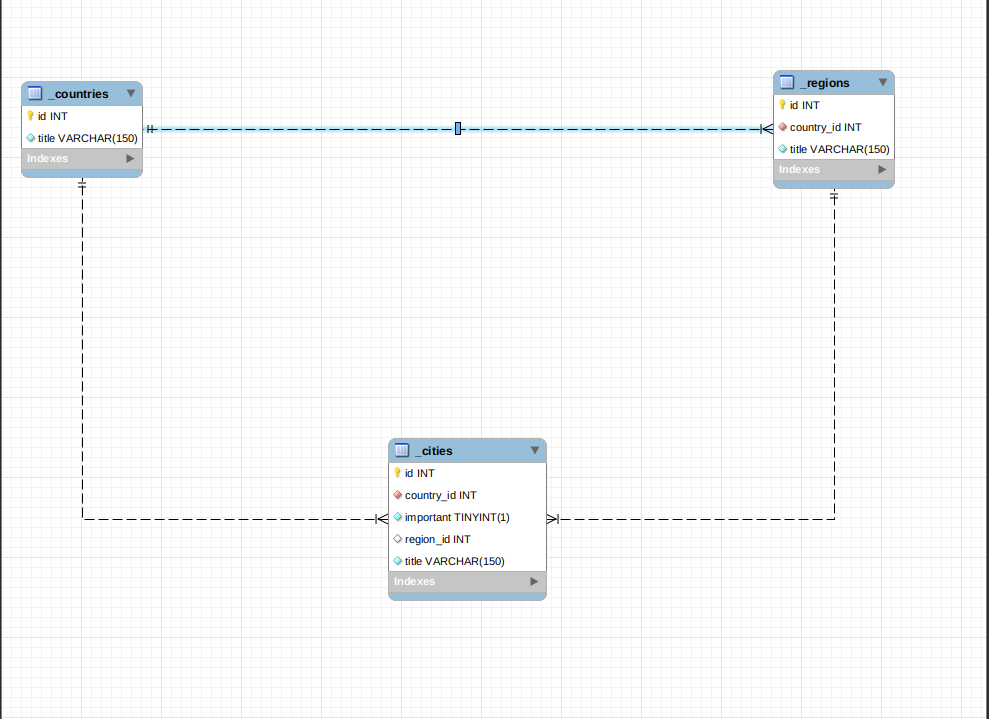 _countries
id INT
title VARCHAR(150)
Indexes
_regions
id INT
country_id INT
title VARCHAR(150)
Indexes
_cities
id INT
country_id INT
important TINYINT(1)
region_id INT
title VARCHAR(150)
Indexes